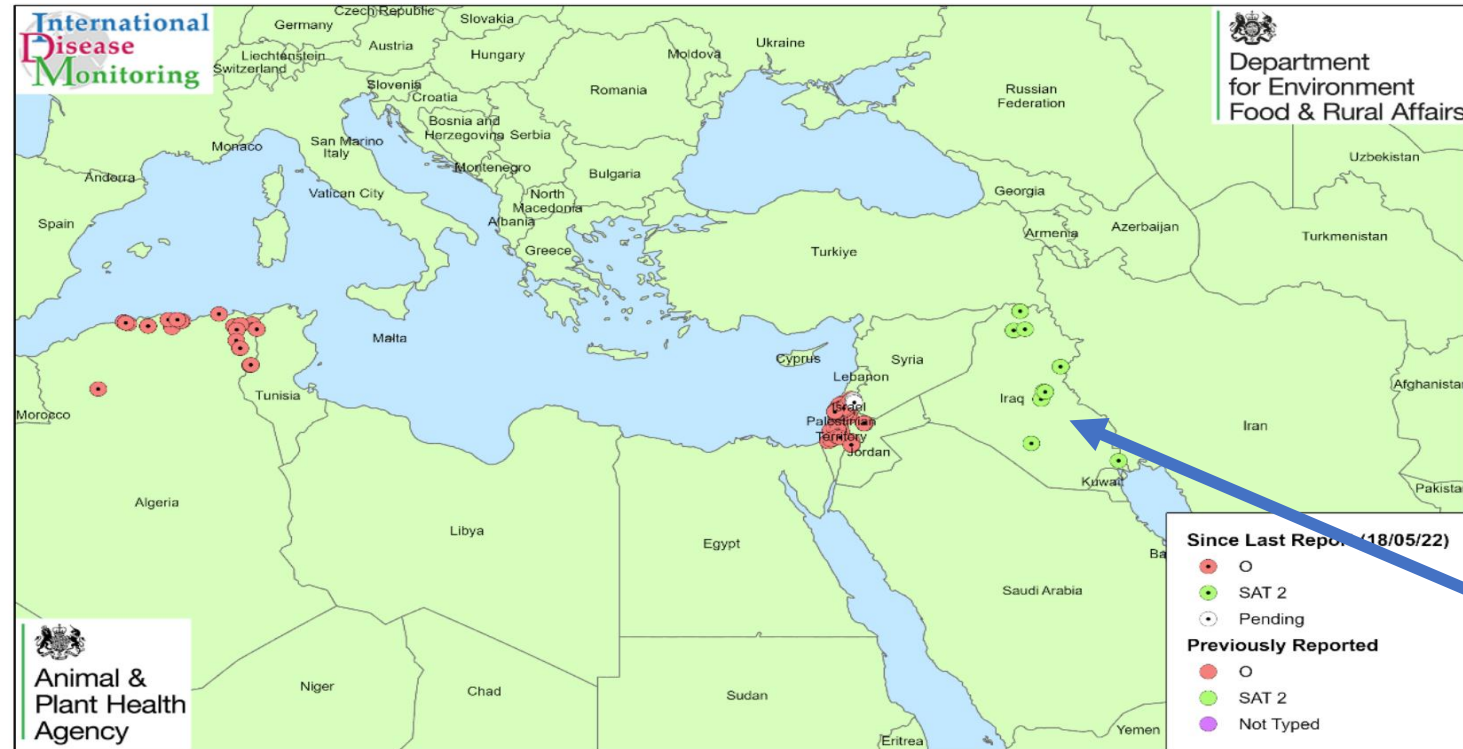 International
Disease
Monitoring
Department
for Environment
Food & Rural Affairs
Czech Republic
Germany
Slovakia
Austria
Liechtenstein
Switzerland
Hungary
Moldova
Ukraine
Slovenia
Croatia
Romania
Russian
Federation
Bosnia and
Herzegovina
Serbia
San Marino
Italy
Monaco
Montenegro
Bulgaria
Georgia
Uzbekistan
Andorra
Vatican City
North
Macedonia
Albania
Spain
Greece
Turkiye
Armenia
Azerbaijan
Turkmenistan
Malta
Cyprus
Syria
Lebanon
Afghanistan
Tunisia
Morocco
Israel
Palestinian
Territory
Jordan
Iraq
Iran
Kuwait
Pakista
Algeria
Libya
Egypt
Saudi Arabia
Ba
Niger
Chad
Sudan
Eritrea
Yemen
Since Last Report (18/05/22)
O
SAT 2
Pending
Previously Reported
O
SAT 2
Not Typed
Animal &
Plant Health
Agency